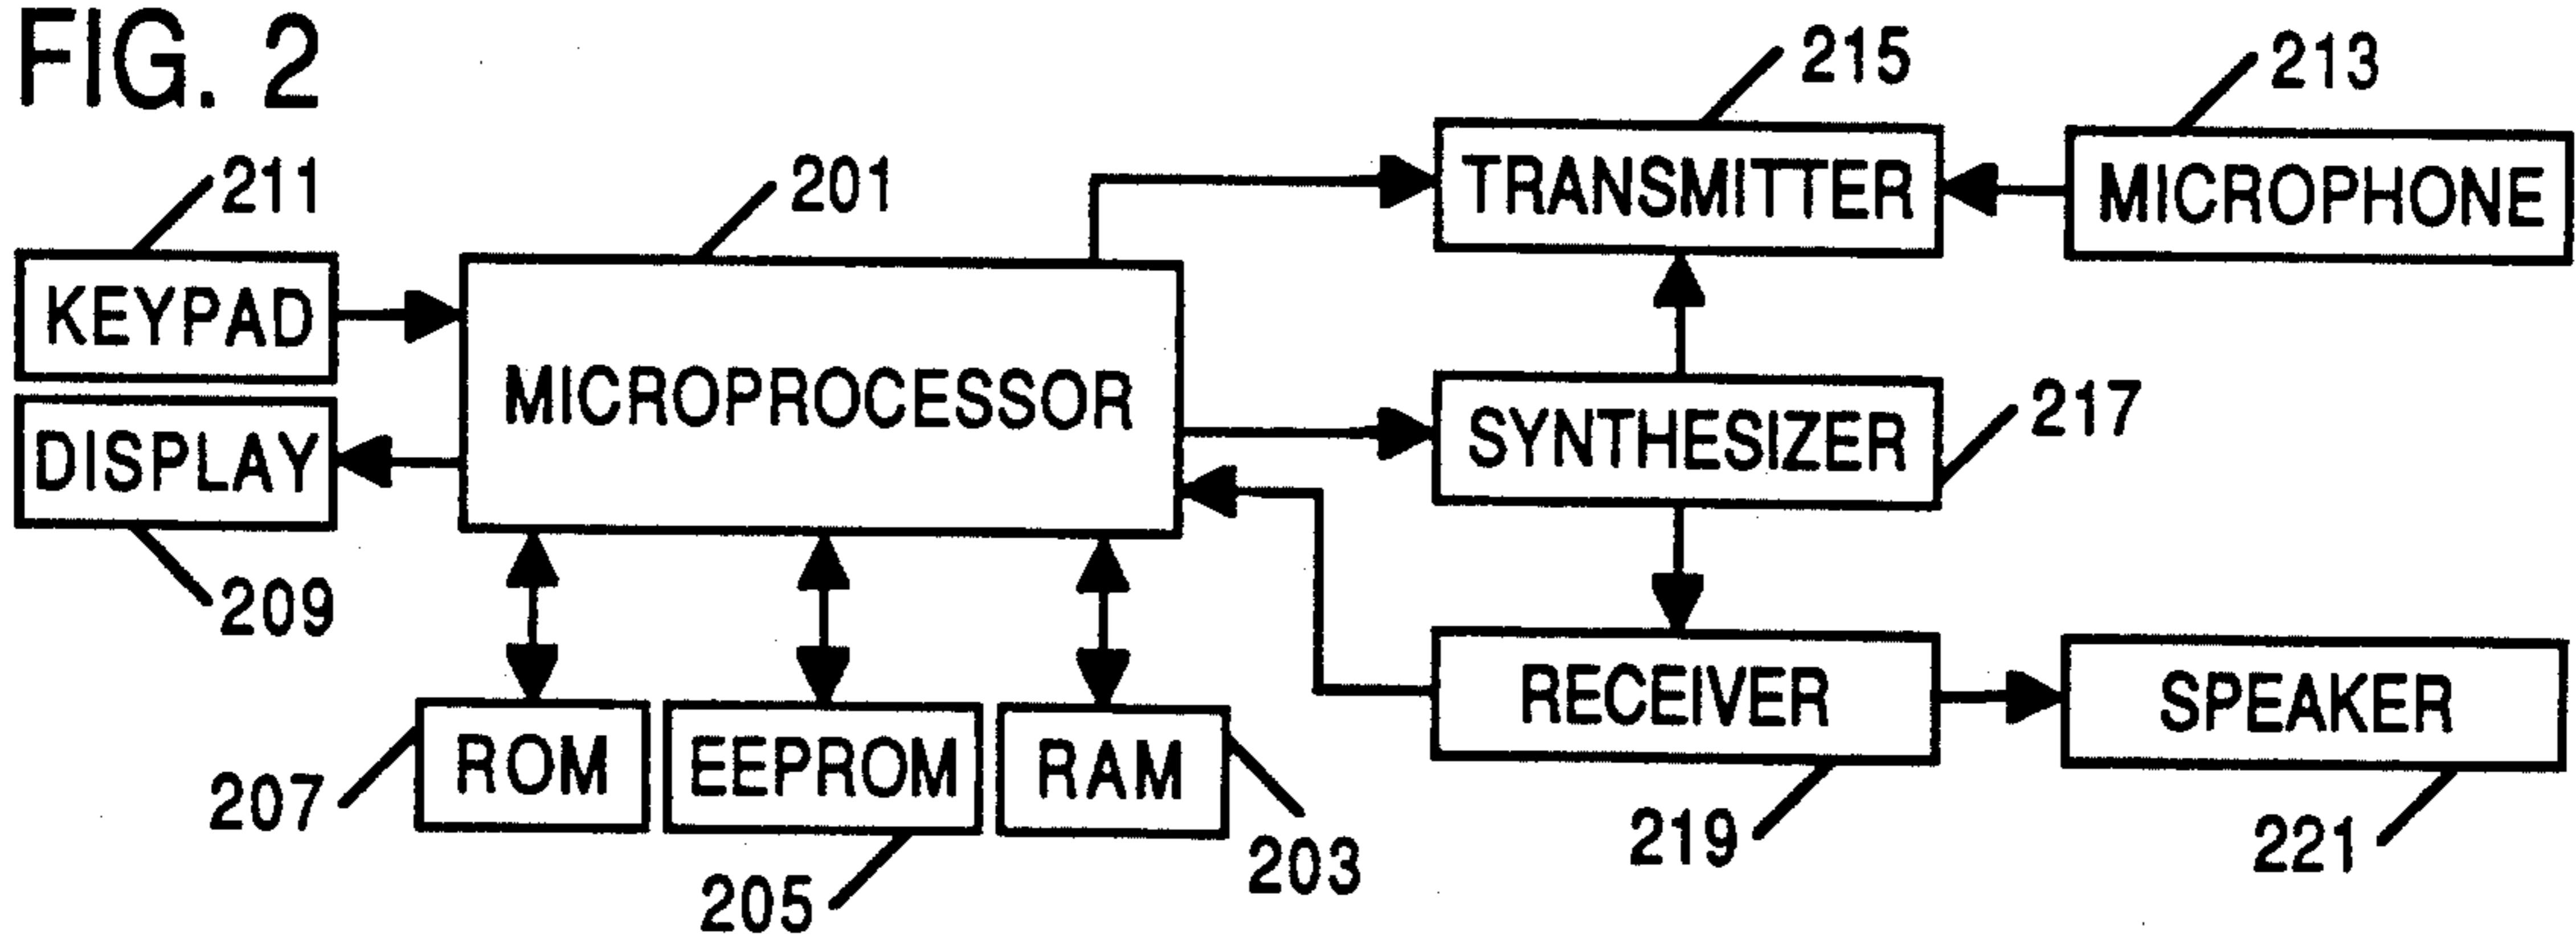 FIG. 2
215
213
211
201
TRANSMITTER
MICROPHONE
KEYPAD
MICROPROCESSOR
217
SYNTHESIZER
DISPLAY
209
RECEIVER
SPEAKER
207
ROM
EEPROM
RAM
219
221
205
203